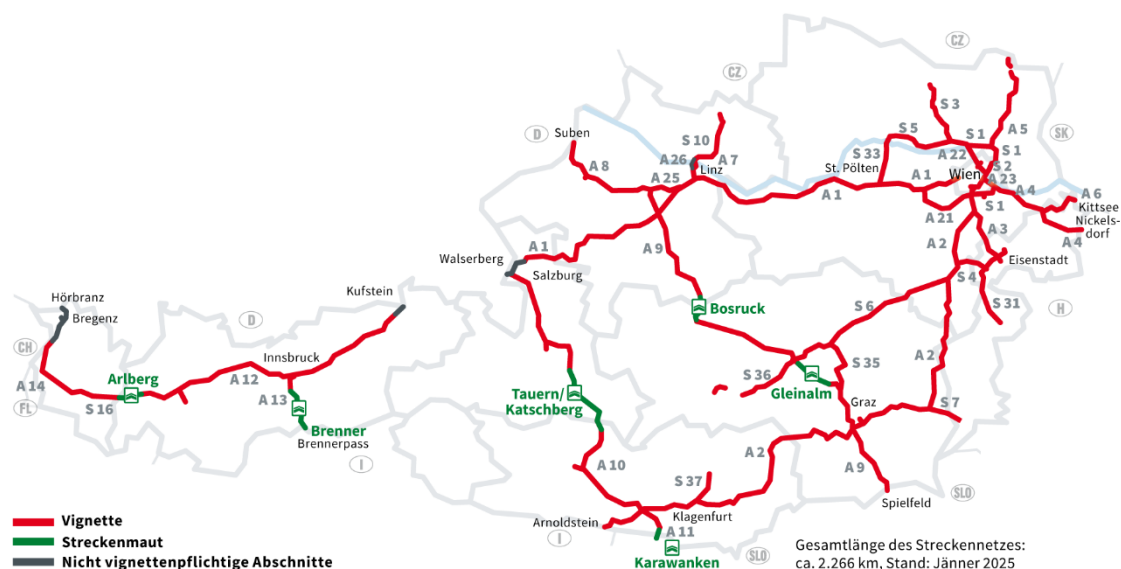 CZ
CZ
D
Suben
S 3
A 5
S 10
S 5
S 1
SK
A 8
A 26
A 7
S 33
A 22
S 1
Linz
St. Pölten
S 2
A 25
A 1
Wien
A 23
A 4
A 6
A 1
Kittsee
A 21
S 1
Nickels-
dorf
A 4
A 1
A 9
A 2
A 3
Walserberg
Salzburg
Eisenstadt
S 4
Kufstein
Hörbranz
Bregenz
D
Bosruck
S 6
S 31
H
Innsbruck
CH
Arlberg
A 12
S 35
A 2
A 14
A 13
Tauern/
Katschberg
S 36
Gleinalm
FL
S 16
Graz
S 7
Brenner
Brennerpass
I
A 2
A 10
A 9
S 37
SLO
Spielfeld
Arnoldstein
Klagenfurt
A 11
I
SLO
Karawanken
Vignette
Streckenmaut
Nicht vignettenpflichtige Abschnitte
Gesamtlänge des Streckennetzes:
ca. 2.266 km, Stand: Jänner 2025